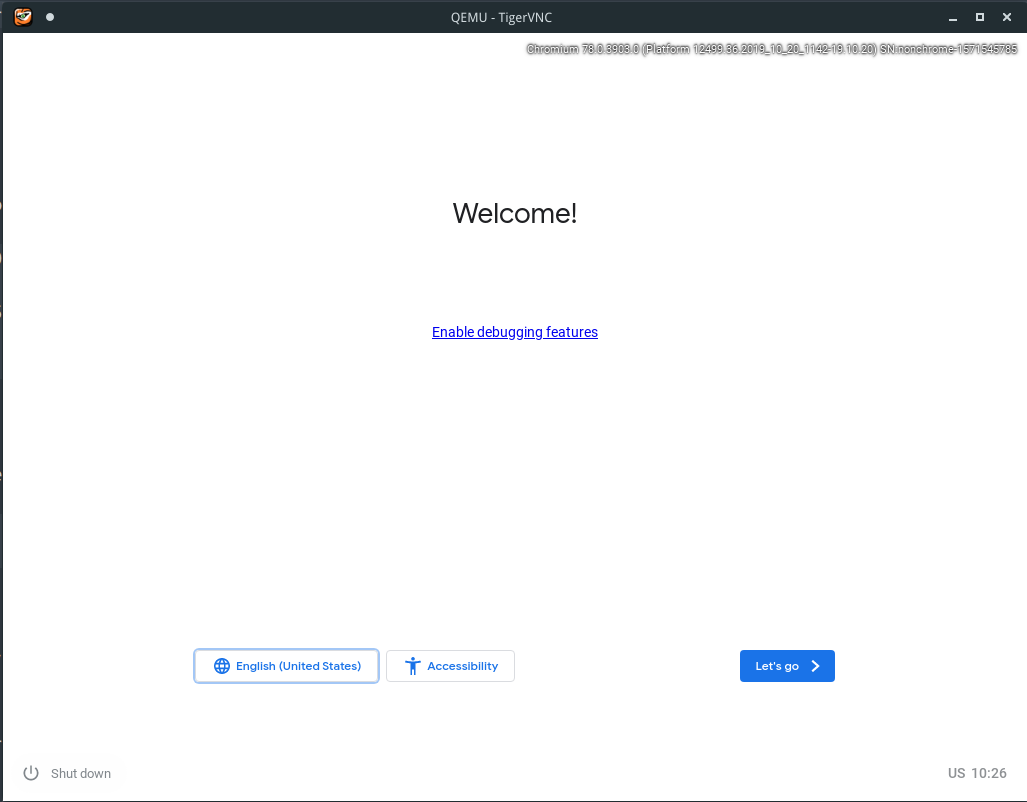 QEMU - TigerVNC
Chromium 78.0.3903.0 (Platform 12499.36.2019_10_20_1142-19.10.20) SN:nonchrome-1571545785
Welcome!
Enable debugging features
English (United States) Accessibility Let's go
Shut down US 10:26